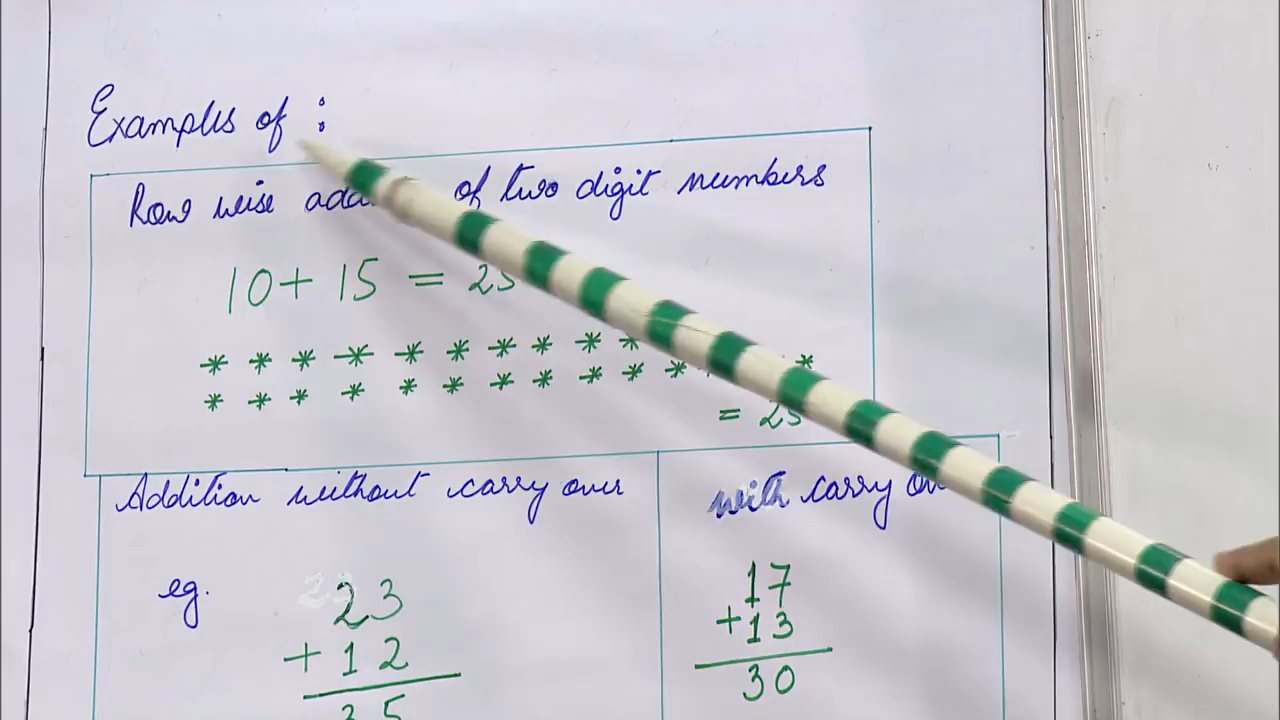 Examples of :
Row wise of two digit numbers
10 + 15 = 25
* * * * * * * * * *
* * * * * * * * * * * *
= 25
Addition without carry over
with carry
eg.
23
+ 12
35
17
+ 13
30